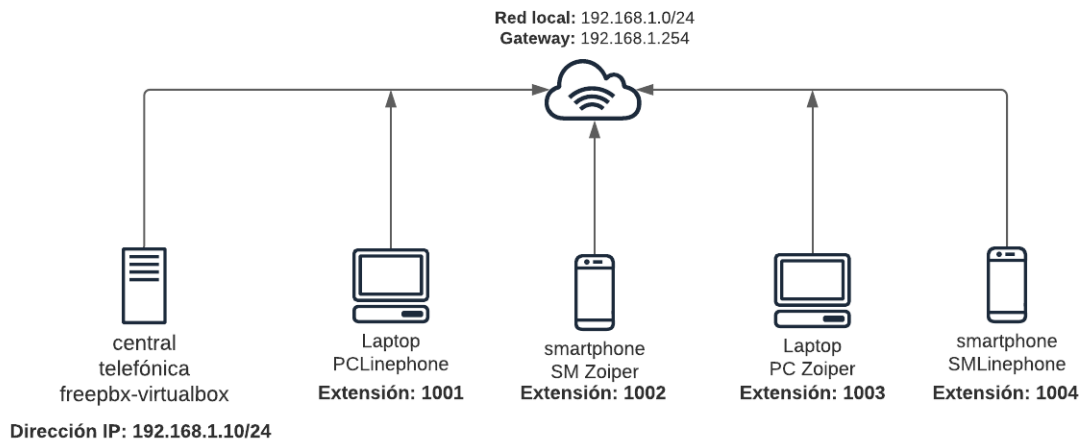 Red local: 192.168.1.0/24
Gateway: 192.168.1.254
central
telefónica
freepbx-virtualbox
Dirección IP: 192.168.1.10/24
Laptop
PCLinephone
Extensión: 1001
smartphone
SM Zoiper
Extensión: 1002
Laptop
PC Zoiper
Extensión: 1003
smartphone
SMLinephone
Extensión: 1004